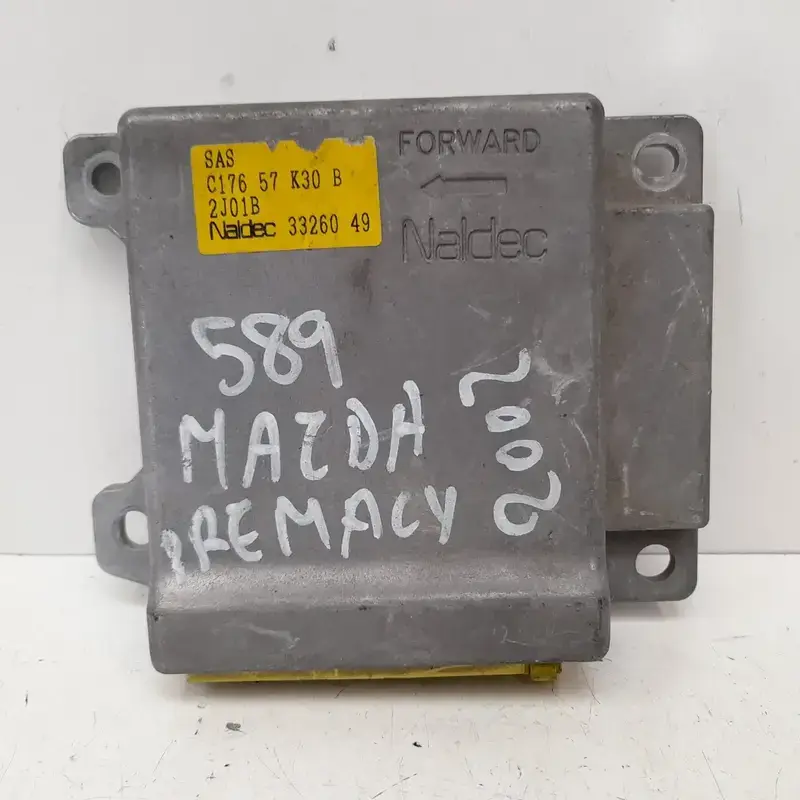 SAS
C176 57 K30 B
2J01B
Naldec 33260 49
FORWARD
Naldec
589
MAZDA
PREMACY
2002